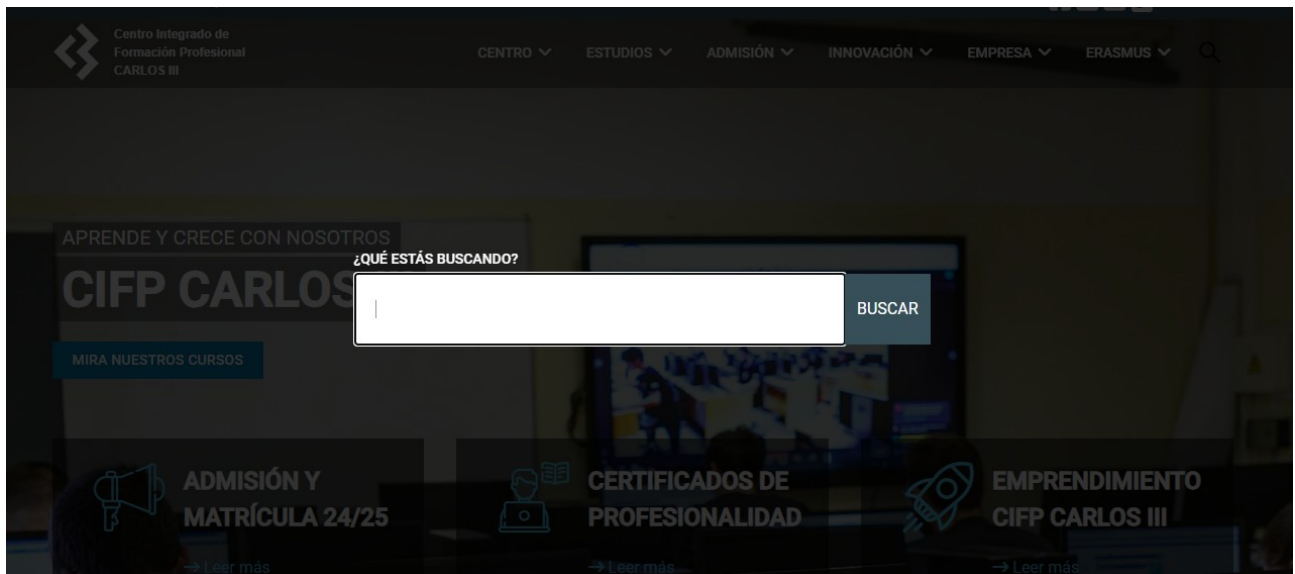 Centro Integrado de
Formación Profesional
CARLOS III
CENTRO ESTUDIOS ADMISIÓN INNOVACIÓN EMPRESA ERASMUS
APRENDE Y CRECE CON NOSOTROS
¿QUÉ ESTÁS BUSCANDO?
CIFP CARLOS
BUSCAR
MIRA NUESTROS CURSOS
ADMISIÓN Y
MATRÍCULA 24/25
→ Leer más
CERTIFICADOS DE
PROFESIONALIDAD
→ Leer más
EMPRENDIMIENTO
CIFP CARLOS III
→ Leer más